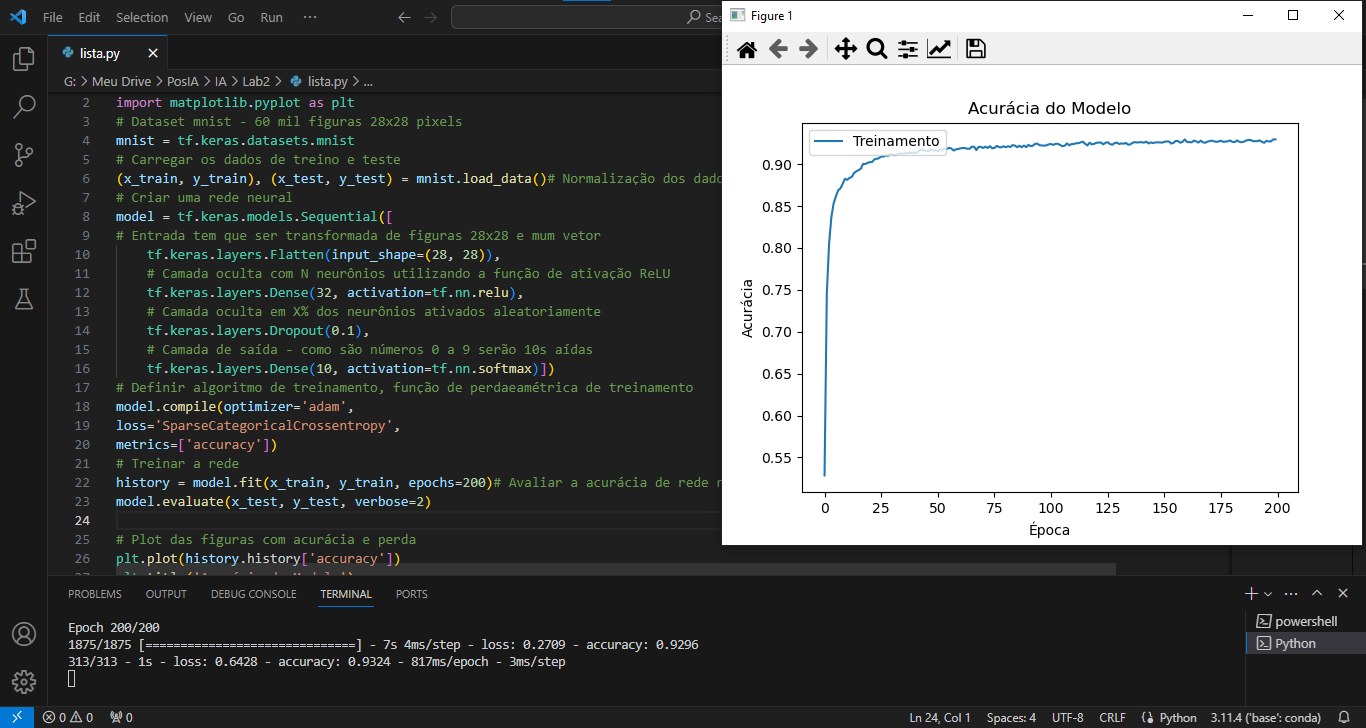 File Edit Selection View Go Run ··· Sea
lista.py
G: > Meu Drive > PosIA > IA > Lab2 > lista.py > ...
2 import matplotlib.pyplot as plt
3 # Dataset mnist - 60 mil figuras 28x28 pixels
4 mnist = tf.keras.datasets.mnist
5 # Carregar os dados de treino e teste
6 (x_train, y_train), (x_test, y_test) = mnist.load_data()# Normalização dos dado
7 # Criar uma rede neural
8 model = tf.keras.models.Sequential([
9 # Entrada tem que ser transformada de figuras 28x28 e mum vetor
10 tf.keras.layers.Flatten(input_shape=(28, 28)),
11 # Camada oculta com N neurônios utilizando a função de ativação ReLU
12 tf.keras.layers.Dense(32, activation=tf.nn.relu),
13 # Camada oculta em X% dos neurônios ativados aleatoriamente
14 tf.keras.layers.Dropout(0.1),
15 # Camada de saída - como são números 0 a 9 serão 10s aídas
16 tf.keras.layers.Dense(10, activation=tf.nn.softmax)])
17 # Definir algoritmo de treinamento, função de perdaeamétrica de treinamento
18 model.compile(optimizer='adam',
19 loss='SparseCategoricalCrossentropy',
20 metrics=['accuracy'])
21 # Treinar a rede
22 history = model.fit(x_train, y_train, epochs=200)# Avaliar a acurácia de rede n
23 model.evaluate(x_test, y_test, verbose=2)
24
25 # Plot das figuras com acurácia e perda
26 plt.plot(history.history['accuracy'])
Figure 1
Acurácia do Modelo
Treinamento
0.90
0.85
0.80
0.75
0.70
0.65
0.60
0.55
Acurácia
0 25 50 75 100 125 150 175 200
Época
PROBLEMS OUTPUT DEBUG CONSOLE TERMINAL PORTS
Epoch 200/200
1875/1875 [==============================] - 7s 4ms/step - loss: 0.2709 - accuracy: 0.9296
313/313 - 1s - loss: 0.6428 - accuracy: 0.9324 - 817ms/epoch - 3ms/step
powershell
Python
0 0 0 Ln 24, Col 1 Spaces: 4 UTF-8 CRLF Python 3.11.4 ('base': conda)